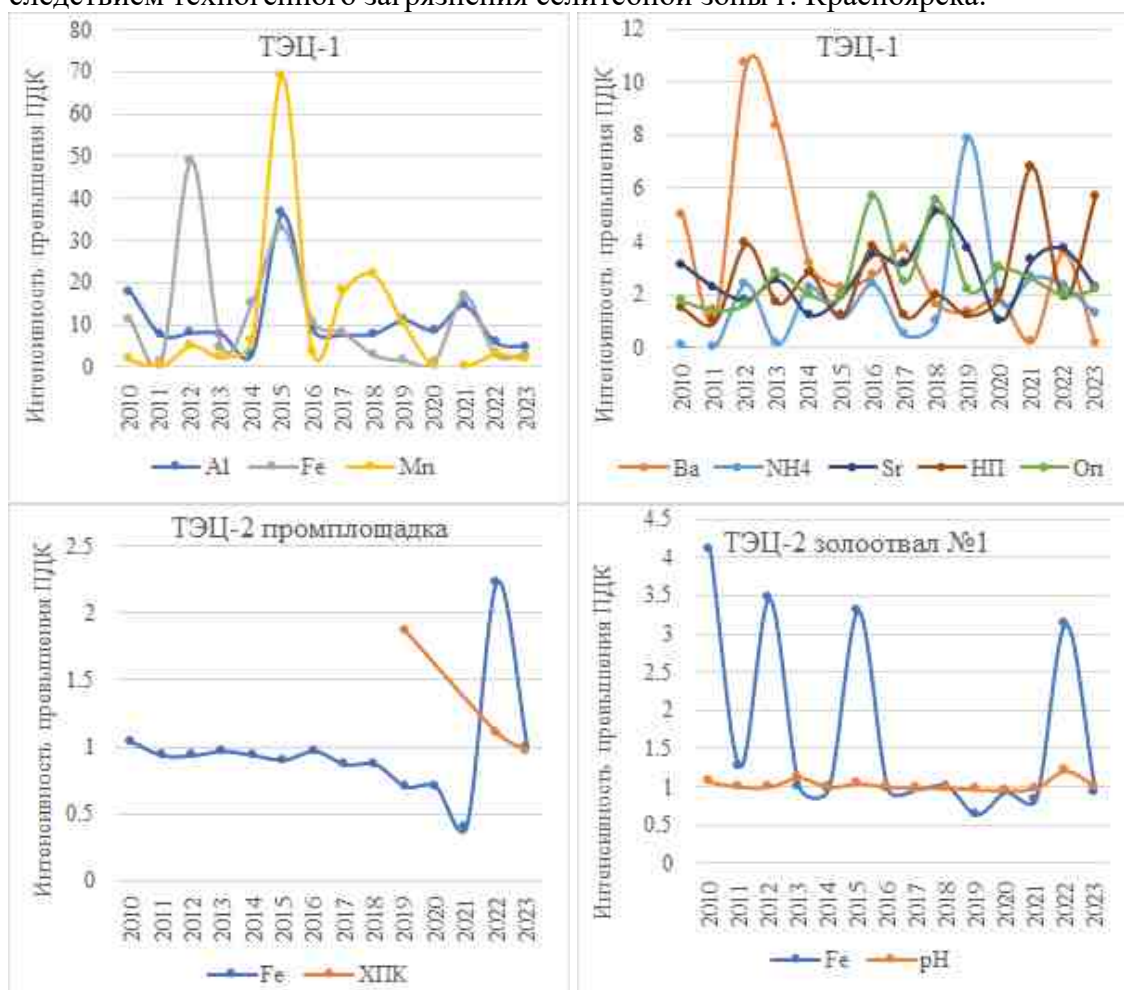 следствием техногенного загрязнения селитебной зоны г. Красноярска.
ТЭЦ-1
Интенсивность превышения ПДК
80
70
60
50
40
30
20
10
0
2010 2011 2012 2013 2014 2015 2016 2017 2018 2019 2020 2021 2022 2023
Al Fe Mn
ТЭЦ-1
Интенсивность превышения ПДК
12
10
8
6
4
2
0
2010 2011 2012 2013 2014 2015 2016 2017 2018 2019 2020 2021 2022 2023
Ba NH4 Sr НП Оп
ТЭЦ-2 промплощадка
Интенсивность превышения ПДК
2.5
2
1.5
1
0.5
0
2010 2011 2012 2013 2014 2015 2016 2017 2018 2019 2020 2021 2022 2023
Fe ХПК
ТЭЦ-2 золоотвал №1
Интенсивность превышения ПДК
4.5
4
3.5
3
2.5
2
1.5
1
0.5
0
2010 2011 2012 2013 2014 2015 2016 2017 2018 2019 2020 2021 2022 2023
Fe pH